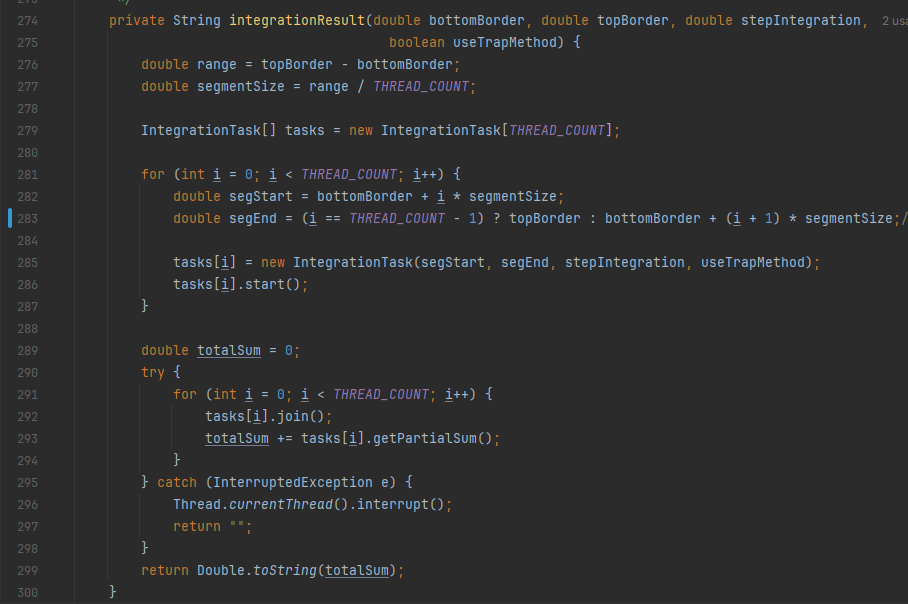 */
274 private String integrationResult(double bottomBorder, double topBorder, double stepIntegration, 2 usa
275 boolean useTrapMethod) {
276 double range = topBorder - bottomBorder;
277 double segmentSize = range / THREAD_COUNT;
278
279 IntegrationTask[] tasks = new IntegrationTask[THREAD_COUNT];
280
281 for (int i = 0; i < THREAD_COUNT; i++) {
282 double segStart = bottomBorder + i * segmentSize;
283 double segEnd = (i == THREAD_COUNT - 1) ? topBorder : bottomBorder + (i + 1) * segmentSize;/
284
285 tasks[i] = new IntegrationTask(segStart, segEnd, stepIntegration, useTrapMethod);
286 tasks[i].start();
287 }
288
289 double totalSum = 0;
290 try {
291 for (int i = 0; i < THREAD_COUNT; i++) {
292 tasks[i].join();
293 totalSum += tasks[i].getPartialSum();
294 }
295 } catch (InterruptedException e) {
296 Thread.currentThread().interrupt();
297 return "";
298 }
299 return Double.toString(totalSum);
300 }